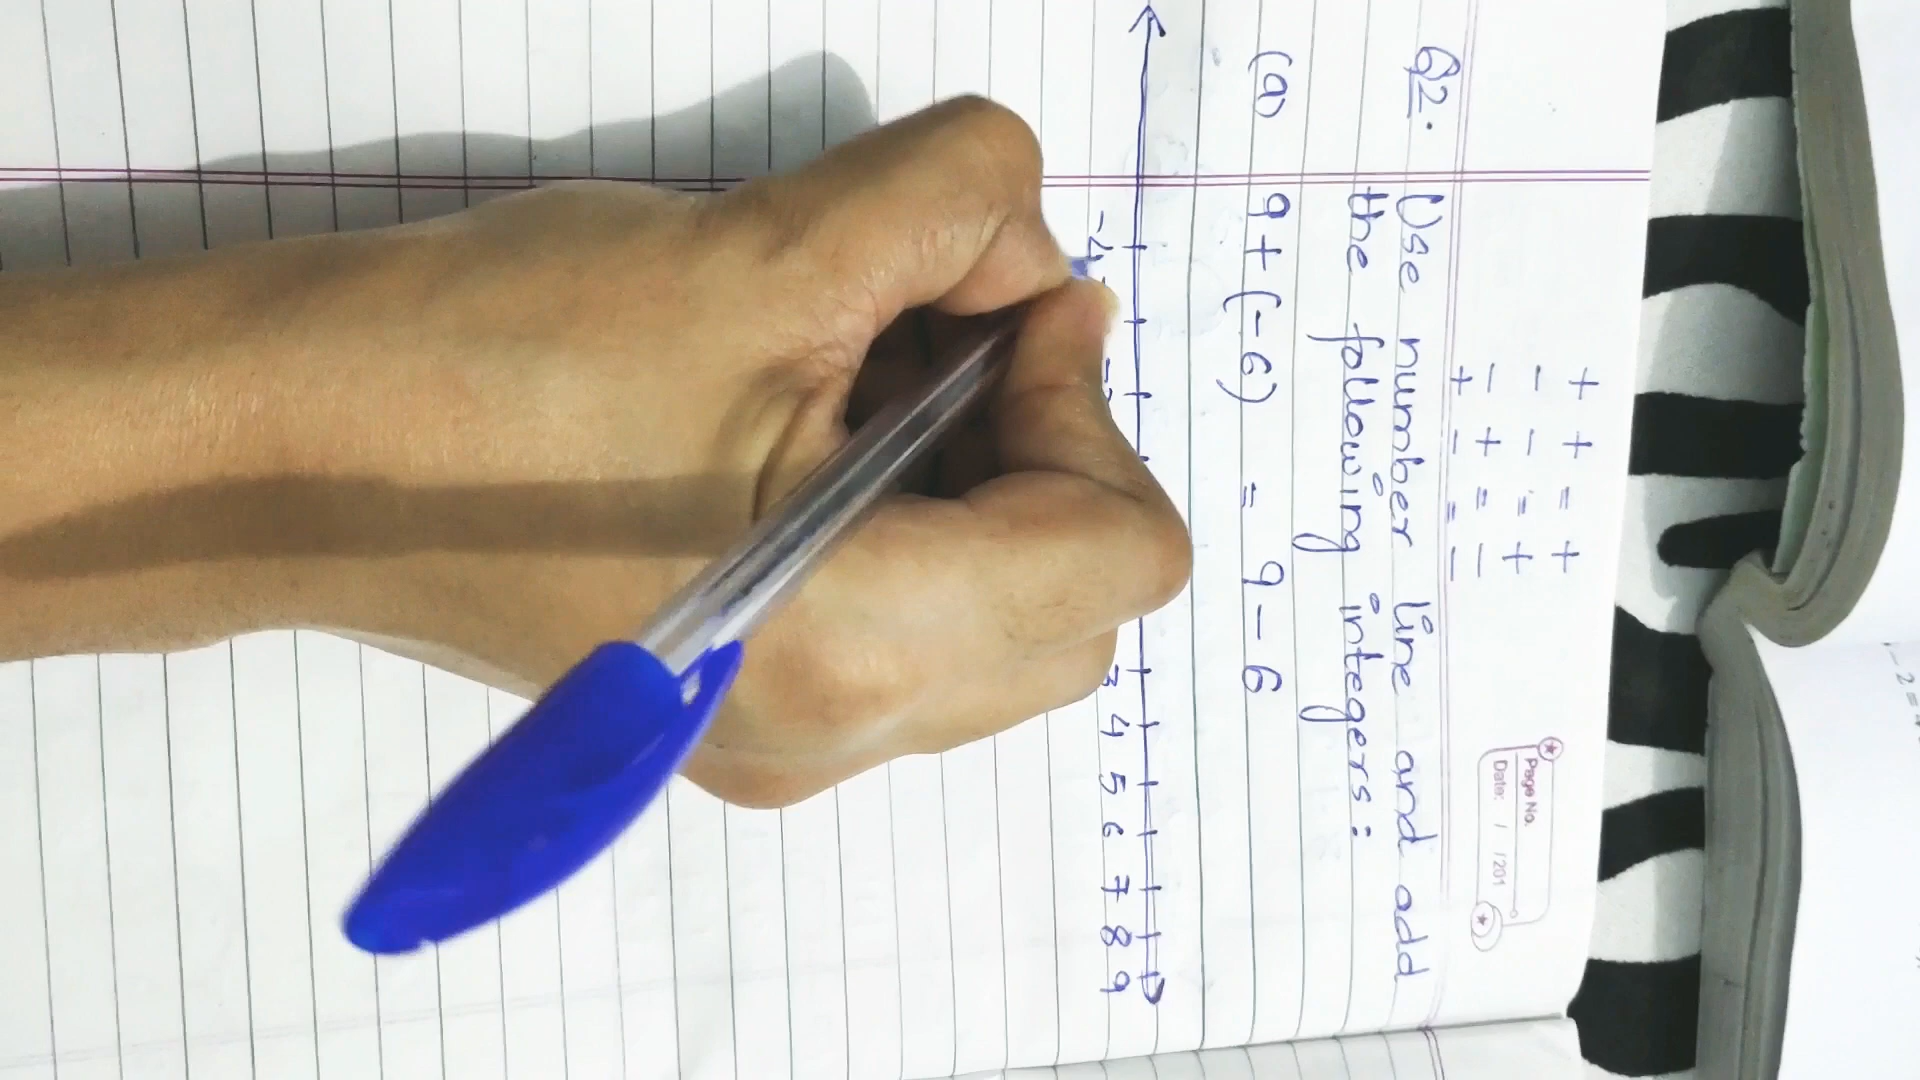 + + = +
- - = +
- + = -
+ - = -
Page No.
Date: / /201
Q2. Use number line and add
the following integers:
(a) 9 + (-6) = 9 - 6
-4 3 4 5 6 7 8 9